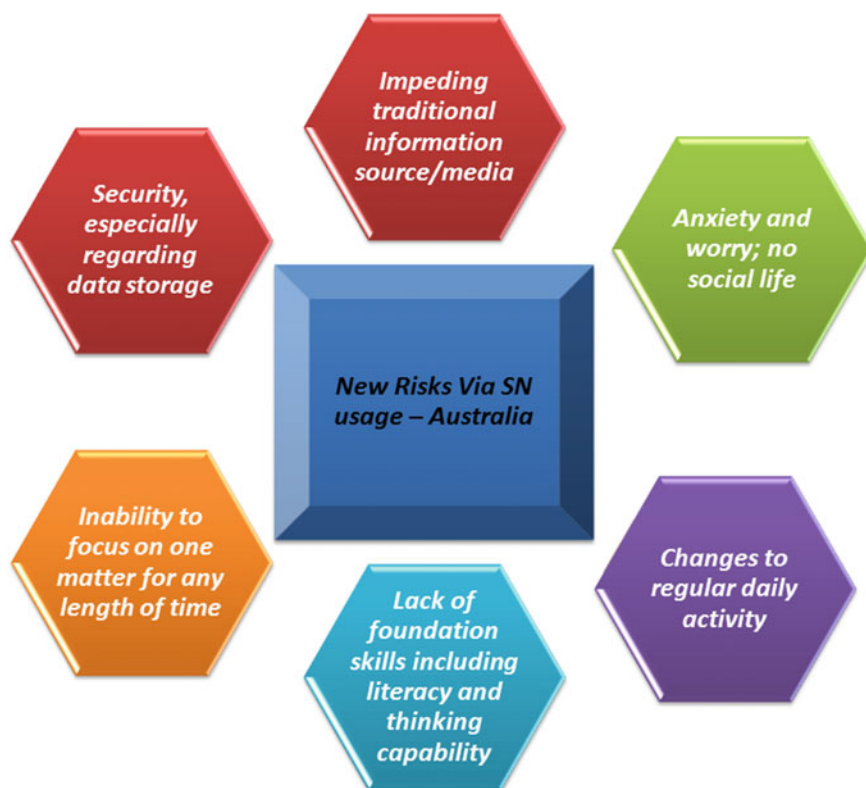 Impeding
traditional
information
source/media
Security,
especially
regarding
data storage
Anxiety and
worry; no
social life
New Risks Via SN
usage – Australia
Inability to
focus on one
matter for any
length of time
Changes to
regular daily
activity
Lack of
foundation
skills including
literacy and
thinking
capability